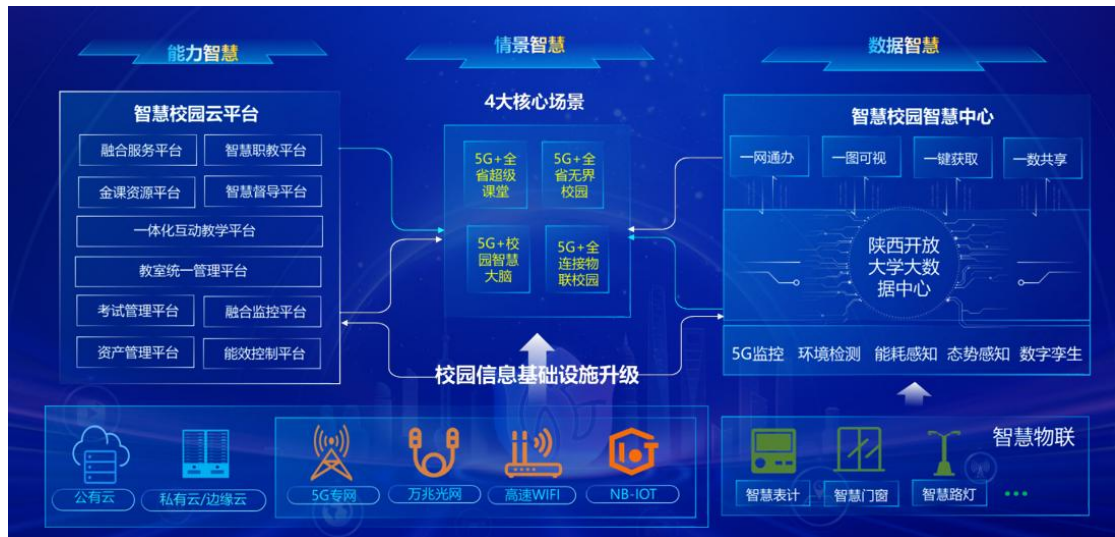 能力智慧
情景智慧
数据智慧
智慧校园云平台
融合服务平台
智慧职教平台
金课资源平台
智慧督导平台
一体化互动教学平台
教室统一管理平台
考试管理平台
融合监控平台
资产管理平台
能效控制平台
4大核心场景
5G+全
省超级
课堂
5G+全
省无界
校园
5G+校
园智慧
大脑
5G+全
连接物
联校园
智慧校园智慧中心
一网通办
一图可视
一键获取
一数共享
陕西开放
大学大数
据中心
5G监控
环境检测
能耗感知
态势感知
数字孪生
校园信息基础设施升级
公有云
私有云/边缘云
5G专网
万兆光网
高速WIFI
NB-IOT
智慧物联
智慧表计
智慧门窗
智慧路灯